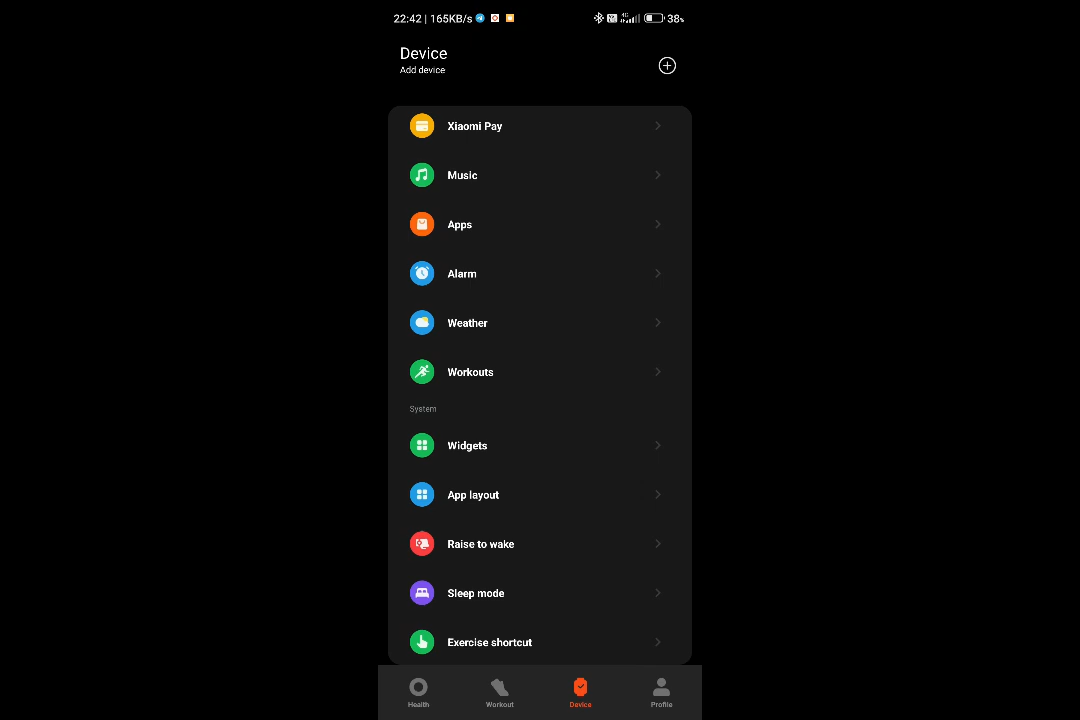 22:42 | 165KB/s 38%
Device
Add device
Xiaomi Pay
Music
Apps
Alarm
Weather
Workouts
System
Widgets
App layout
Raise to wake
Sleep mode
Exercise shortcut
Health Workout Device Profile